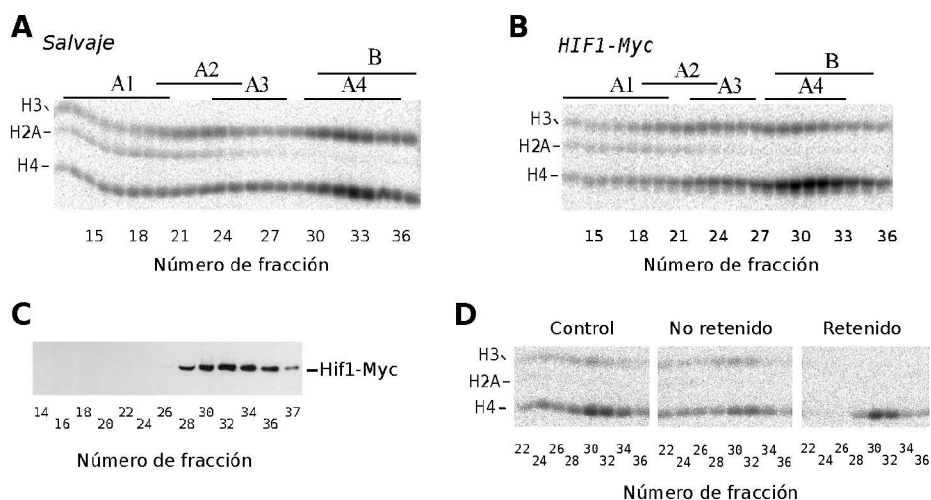 A
Salvaje
B
A2
A1
A3
A4
H3
H2A
H4
15 18 21 24 27 30 33 36
Número de fracción
B
HIF1-Myc
B
A2
A1
A3
A4
H3
H2A
H4
15 18 21 24 27 30 33 36
Número de fracción
C
Hif1-Myc
14 18 22 26 30 34 37
16 20 24 28 32 36
Número de fracción
D
Control No retenido Retenido
H3
H2A
H4
22 26 30 34 22 26 30 34 22 26 30 34
24 28 32 36 24 28 32 36 24 28 32 36
Número de fracción